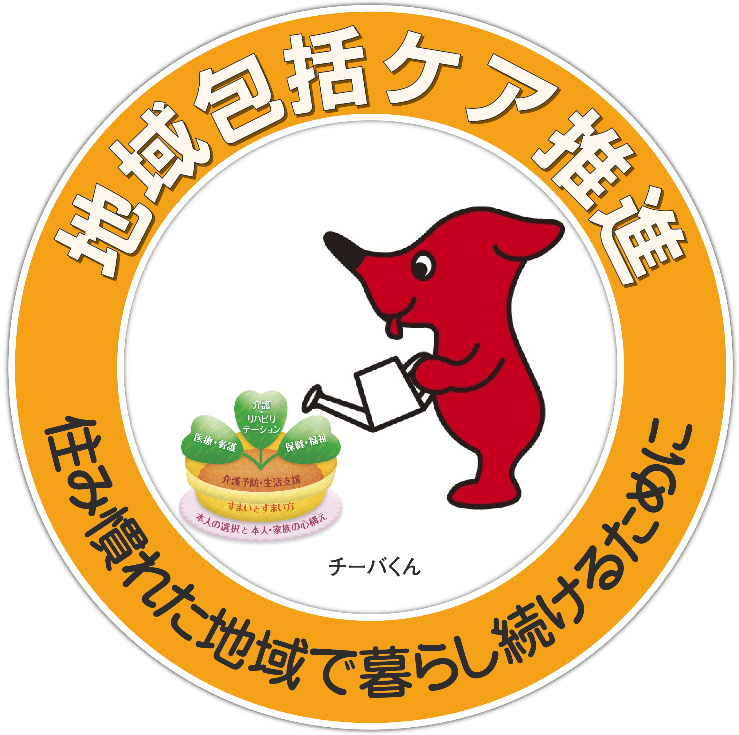 地域包括ケア推進
介護
・
リハビリ
テーション
医療・看護
保健・福祉
介護予防・生活支援
すまいとすまい方
本人の選択と本人・家族の心構え
チーバくん
住み慣れた地域で暮らし続けるために